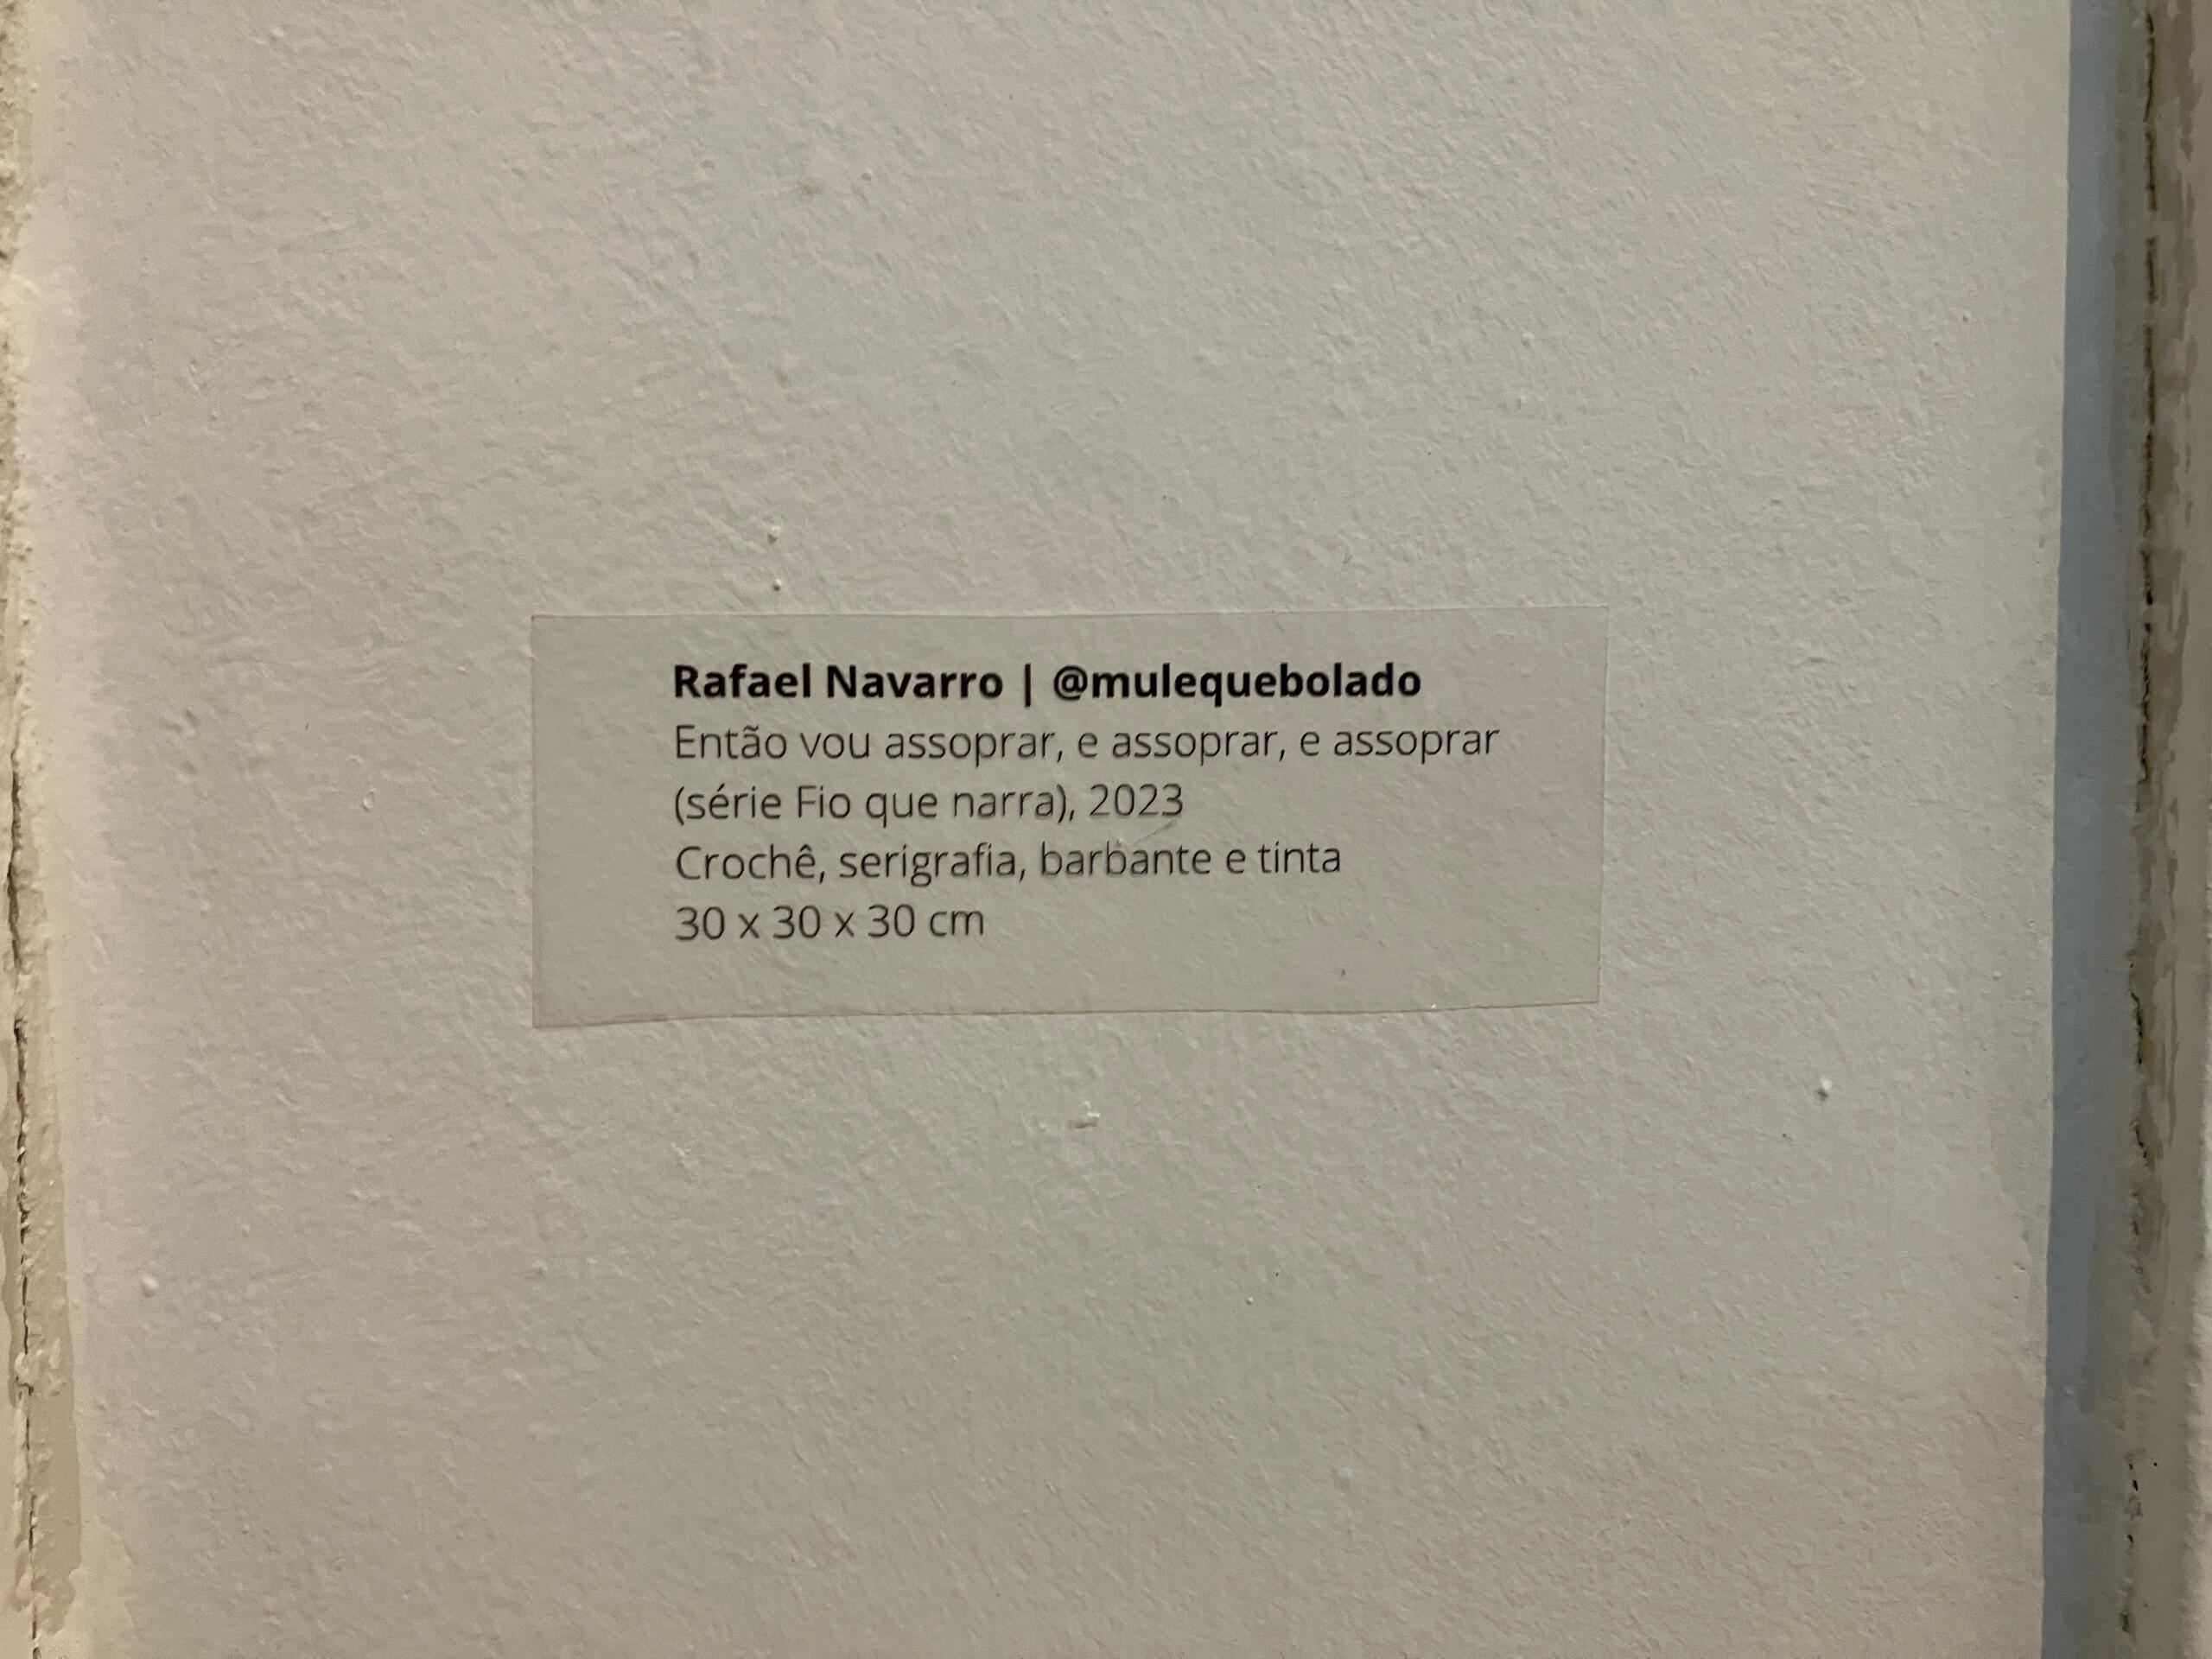 Rafael Navarro | @mulequebolado
Então vou assoprar, e assoprar, e assoprar
(série Fio que narra), 2023
Crochê, serigrafia, barbante e tinta
30 x 30 x 30 cm